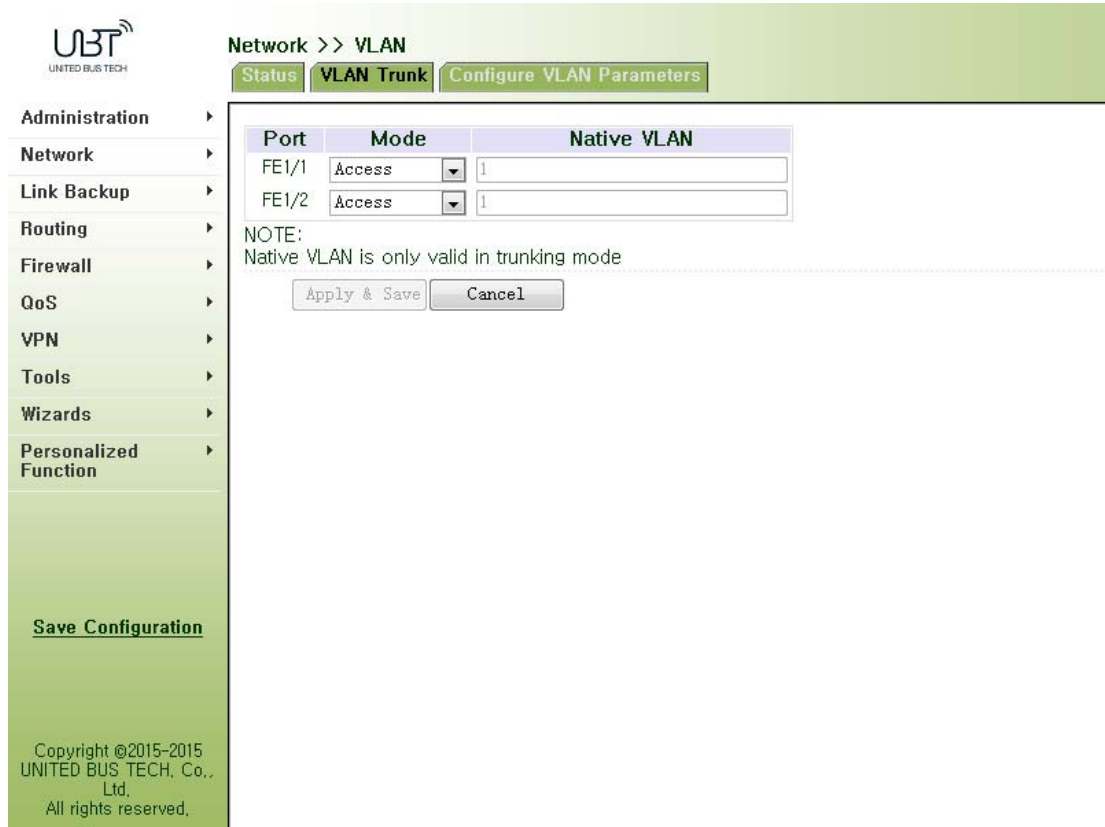 UBT
UNITED BUS TECH
Network >> VLAN
Status VLAN Trunk Configure VLAN Parameters
Administration
Network
Link Backup
Routing
Firewall
QoS
VPN
Tools
Wizards
Personalized
Function
Save Configuration
Copyright ©2015-2015
UNITED BUS TECH, Co.,
Ltd,
All rights reserved,
Port Mode Native VLAN
FE1/1 Access 1
FE1/2 Access 1
NOTE:
Native VLAN is only valid in trunking mode
Apply & Save Cancel